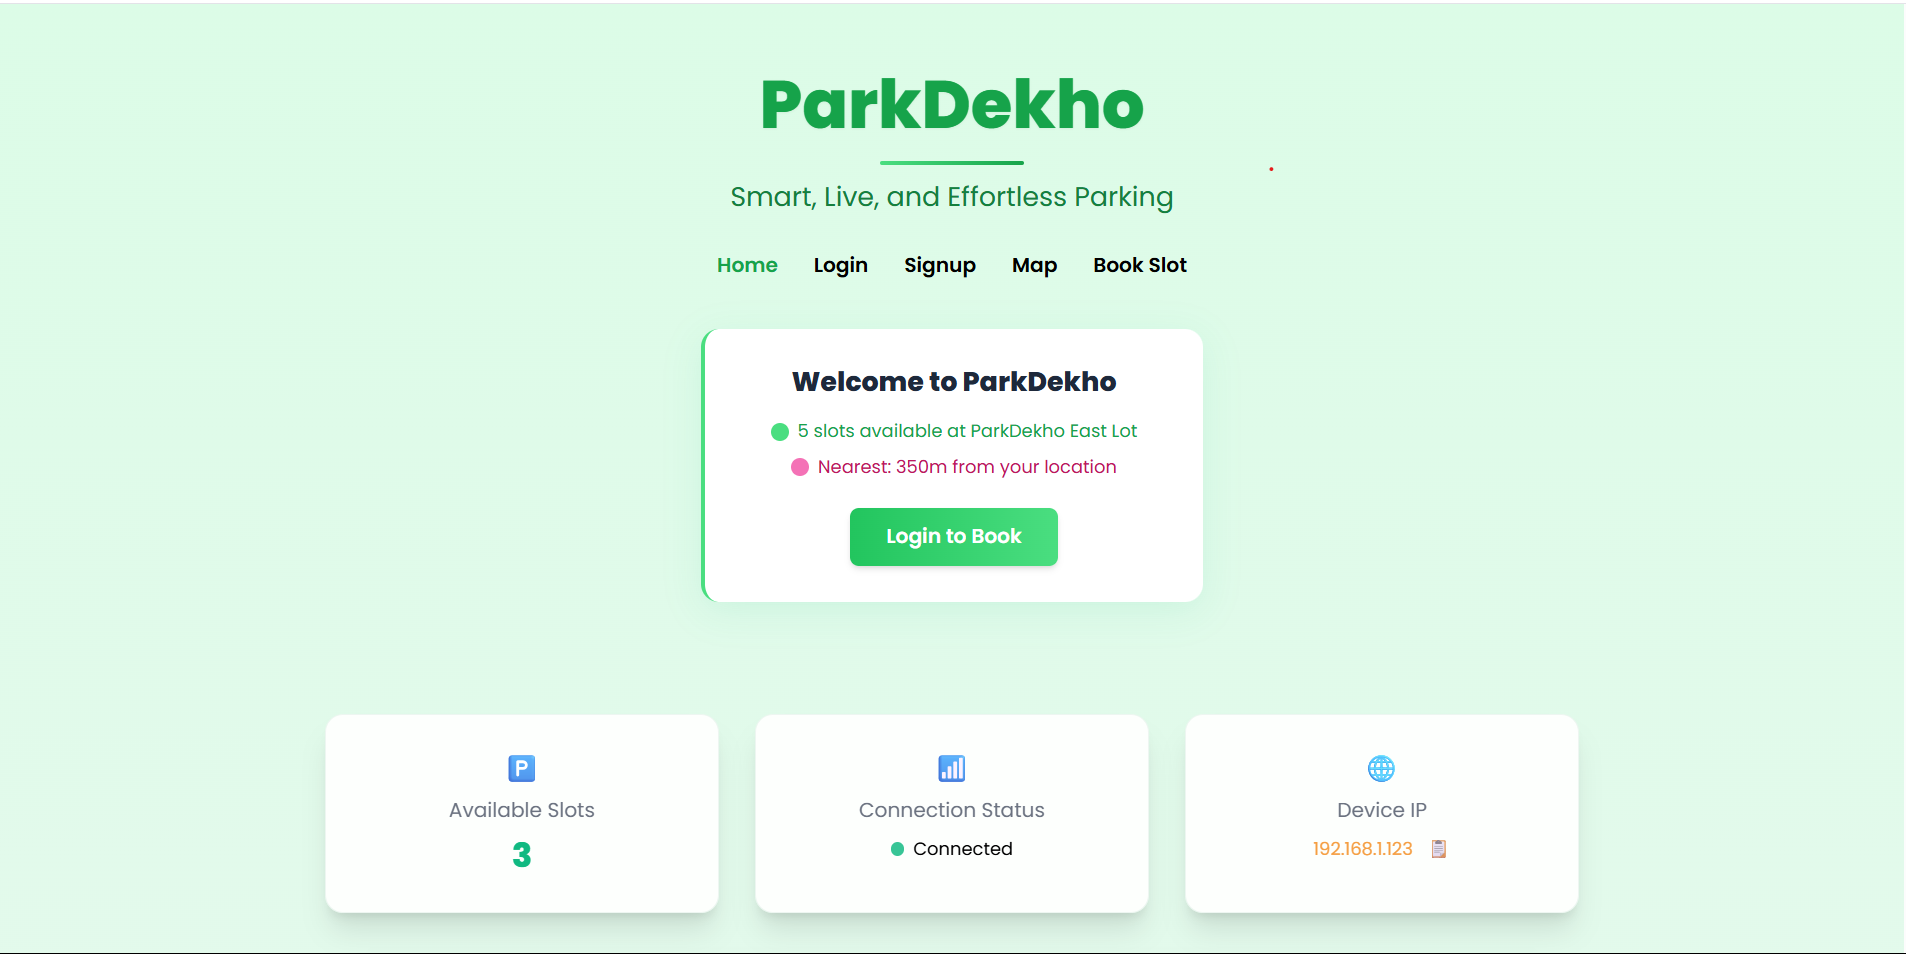 ParkDekho
Smart, Live, and Effortless Parking
Home Login Signup Map Book Slot
Welcome to ParkDekho
5 slots available at ParkDekho East Lot
Nearest: 350m from your location
Login to Book
P
Available Slots
3
Connection Status
Connected
Device IP
192.168.1.123